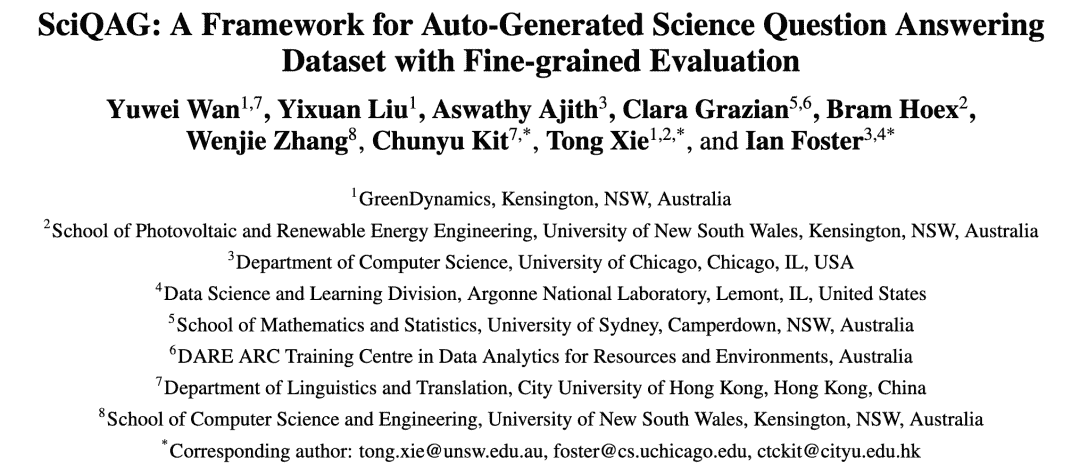 SciQAG: A Framework for Auto-Generated Science Question Answering
Dataset with Fine-grained Evaluation
Yuwei Wan1,7, Yixuan Liu1, Aswathy Ajith3, Clara Grazian5,6, Bram Hoex2,
Wenjie Zhang8, Chunyu Kit7,*, Tong Xie1,2,*, and Ian Foster3,4*
1GreenDynamics, Kensington, NSW, Australia
2School of Photovoltaic and Renewable Energy Engineering, University of New South Wales, Kensington, NSW, Australia
3Department of Computer Science, University of Chicago, Chicago, IL, USA
4Data Science and Learning Division, Argonne National Laboratory, Lemont, IL, United States
5School of Mathematics and Statistics, University of Sydney, Camperdown, NSW, Australia
6DARE ARC Training Centre in Data Analytics for Resources and Environments, Australia
7Department of Linguistics and Translation, City University of Hong Kong, Hong Kong, China
8School of Computer Science and Engineering, University of New South Wales, Kensington, NSW, Australia
*Corresponding author: tong.xie@unsw.edu.au, foster@cs.uchicago.edu, ctckit@cityu.edu.hk